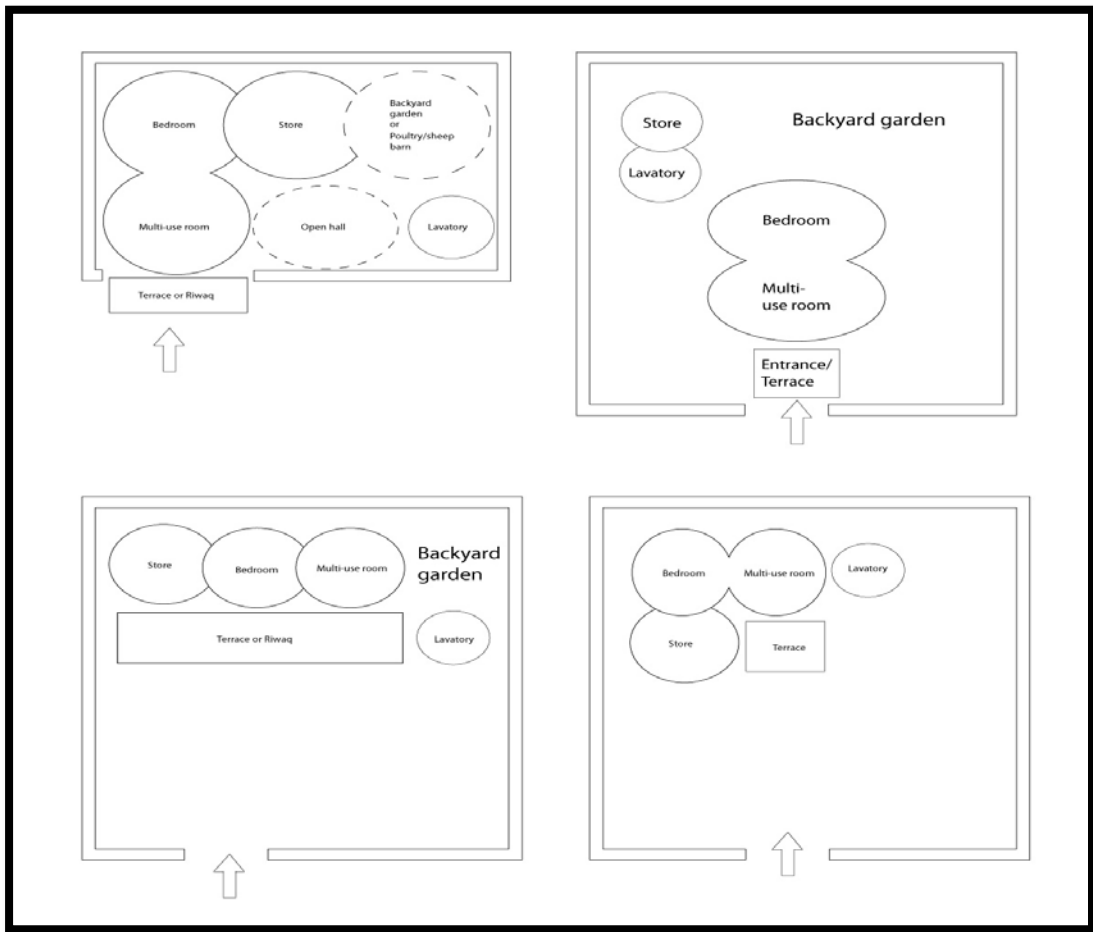 Bedroom
Store
Backyard
garden
or
Poultry/sheep
barn
Multi-use room
Open hall
Lavatory
Terrace or Riwaq
Store
Lavatory
Backyard garden
Bedroom
Multi-
use room
Entrance/
Terrace
Store
Bedroom
Multi-use room
Backyard
garden
Terrace or Riwaq
Lavatory
Bedroom
Multi-use room
Lavatory
Store
Terrace